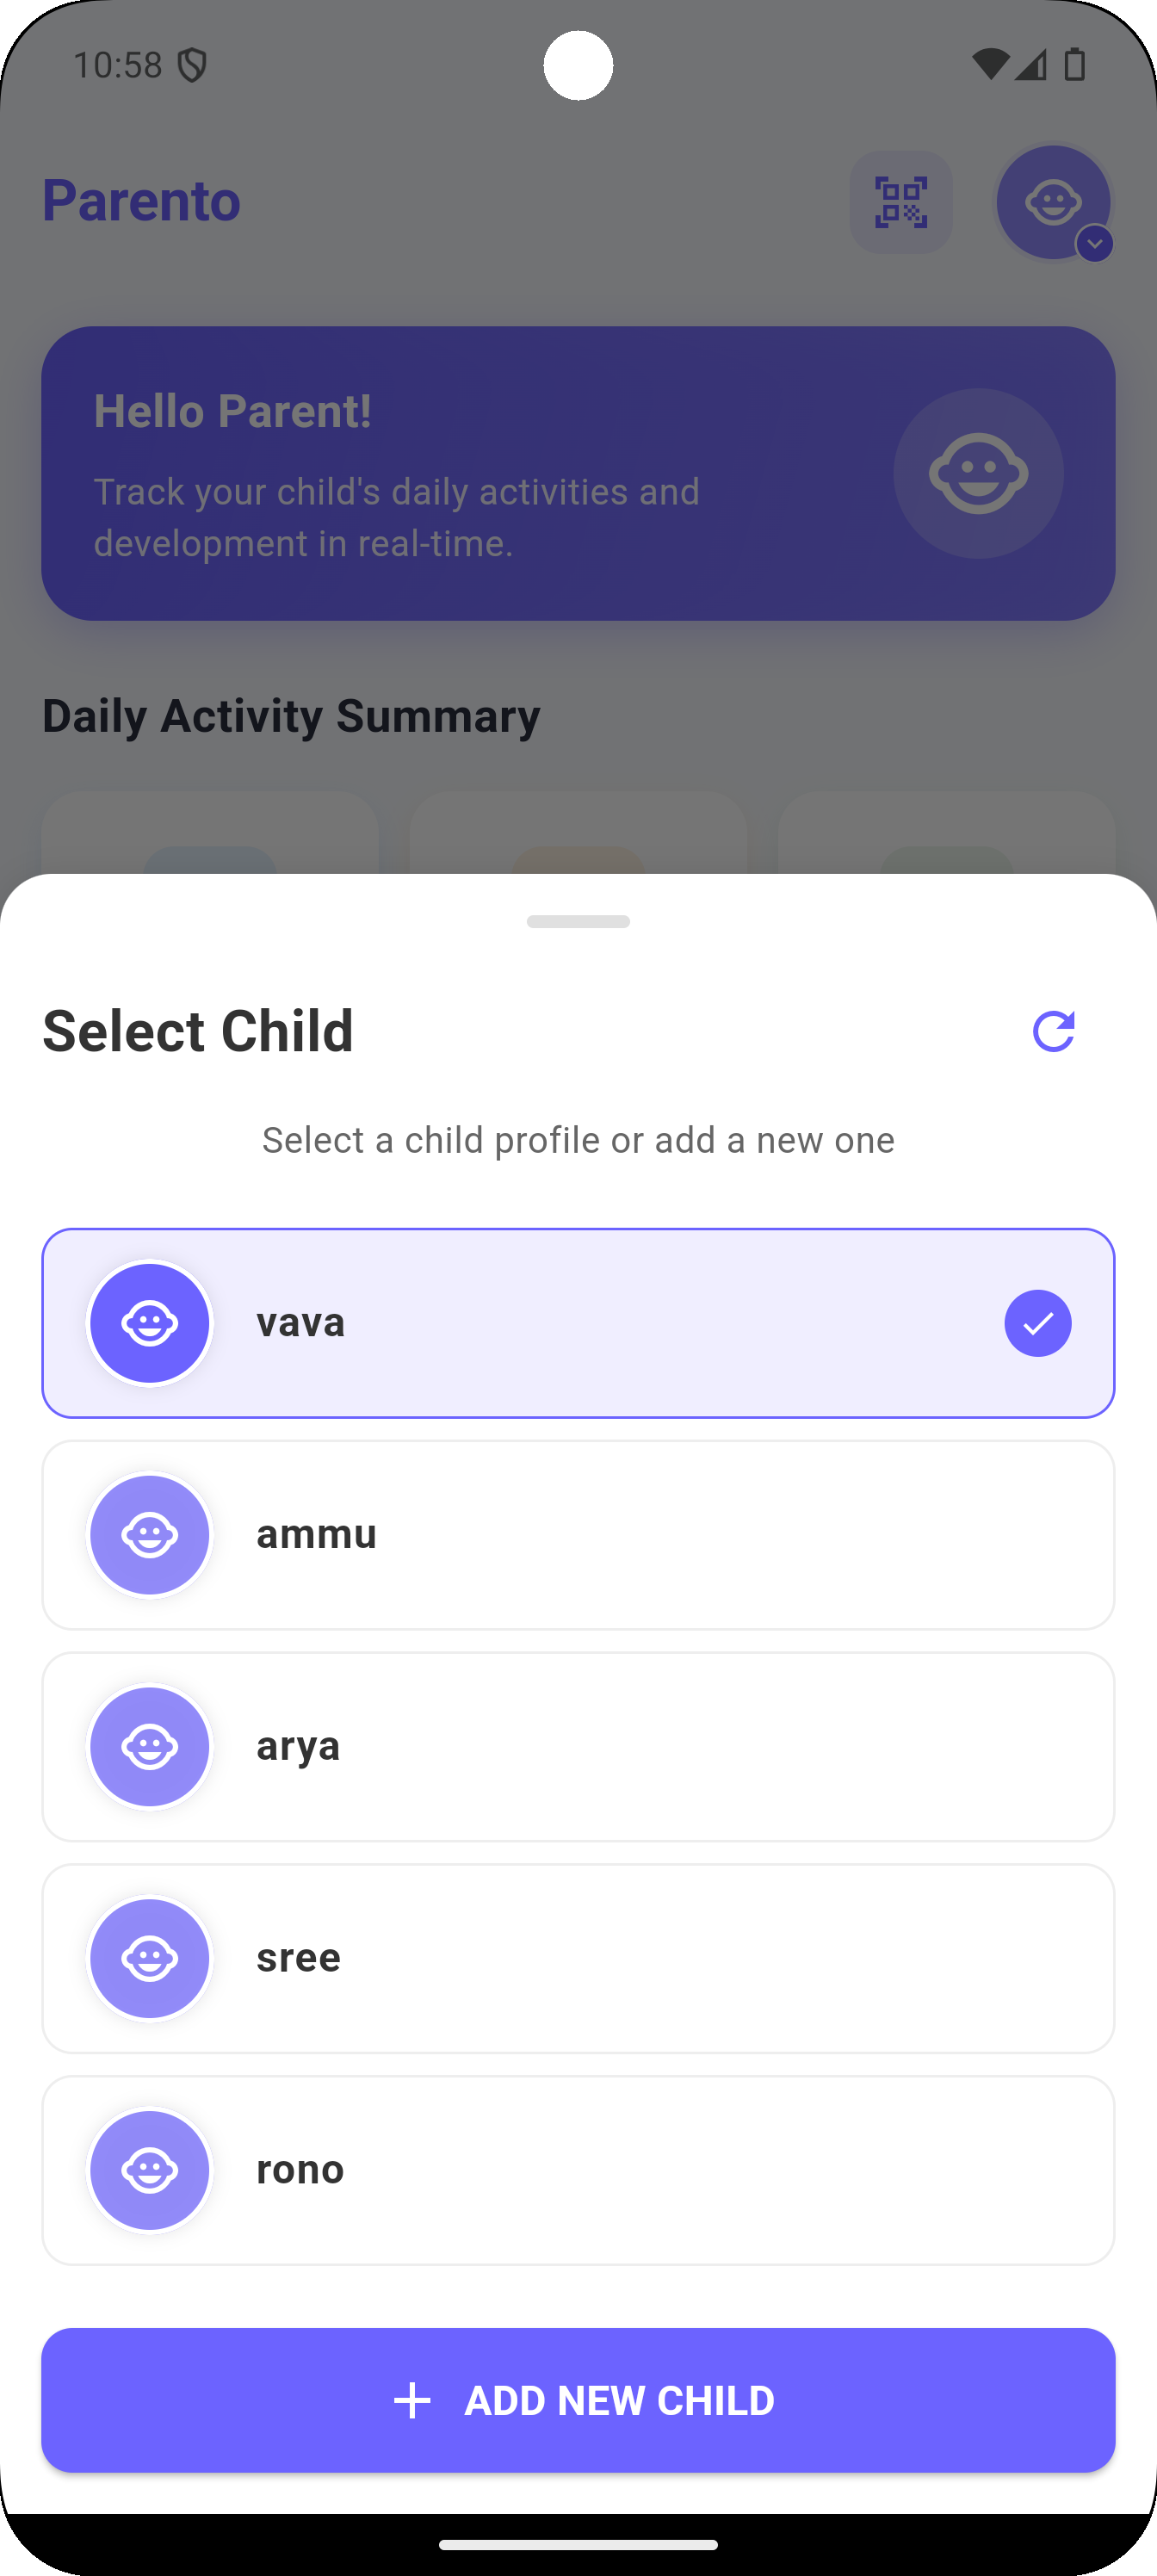 10:58
Parento
Hello Parent!
Track your child's daily activities and
development in real-time.
Daily Activity Summary
Select Child
Select a child profile or add a new one
vava
ammu
arya
sree
rono
ADD NEW CHILD